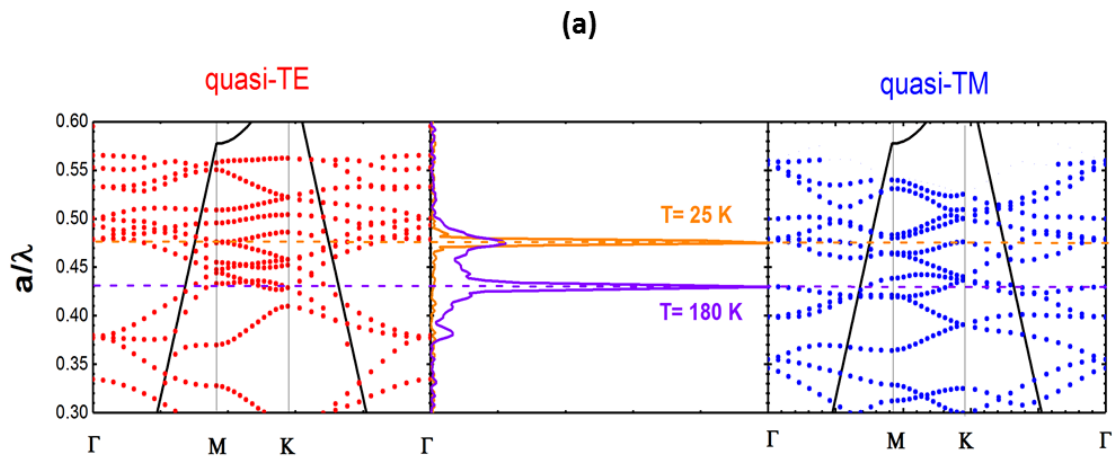 (a)
quasi-TE
quasi-TM
a/λ
0.60
0.55
0.50
0.45
0.40
0.35
0.30
T= 25 K
T= 180 K
Γ M K Γ Γ M K Γ